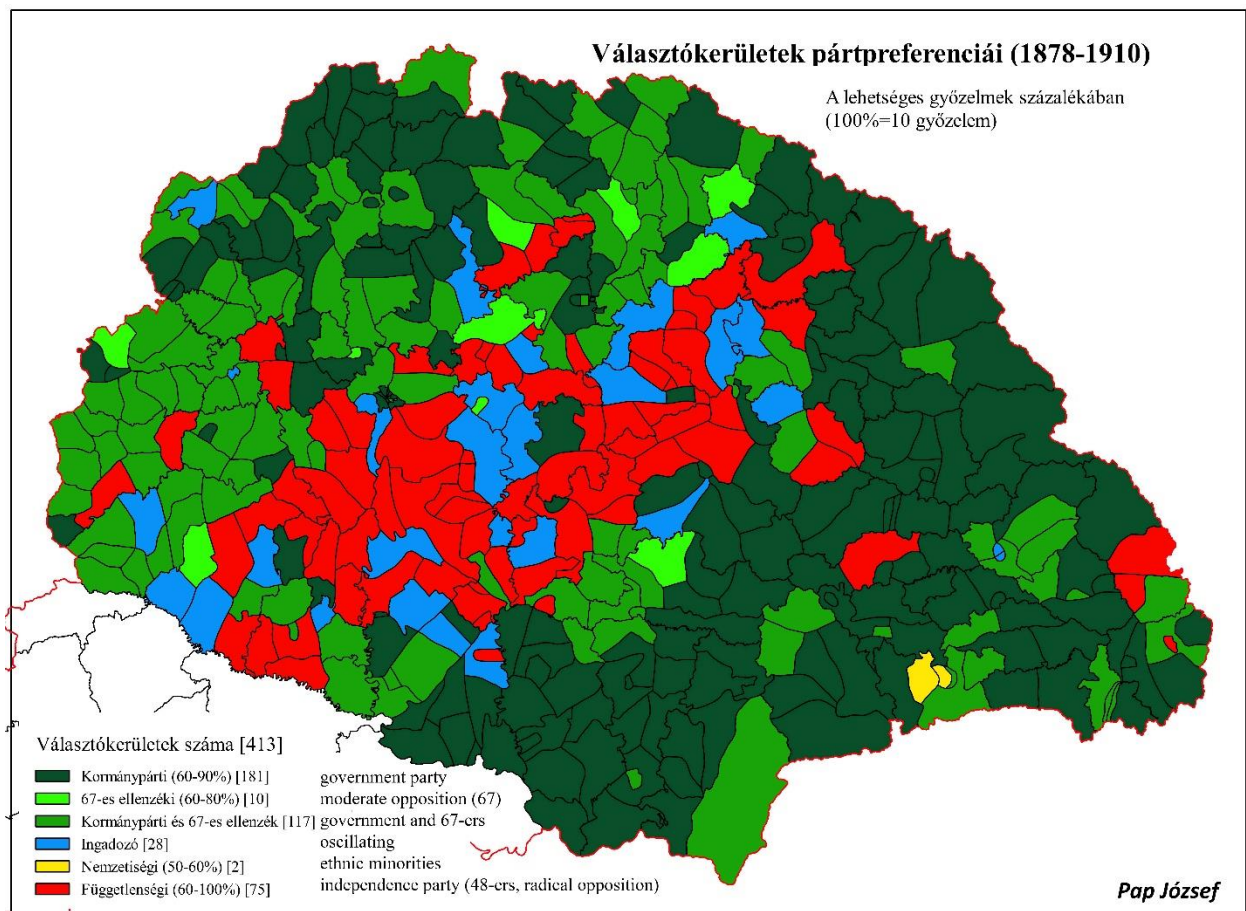 Választókerületek pártpreferenciái (1878-1910)
A lehetséges győzelmek százalékában
(100%=10 győzelem)
Választókerületek száma [413]
Kormánypárti (60-90%) [181] government party
67-es ellenzéki (60-80%) [10] moderate opposition (67)
Kormánypárti és 67-es ellenzék [117] government and 67-ers
Ingadozó [28] oscillating
Nemzetiségi (50-60%) [2] ethnic minorities
Függetlenségi (60-100%) [75] independence party (48-ers, radical opposition)
Pap József